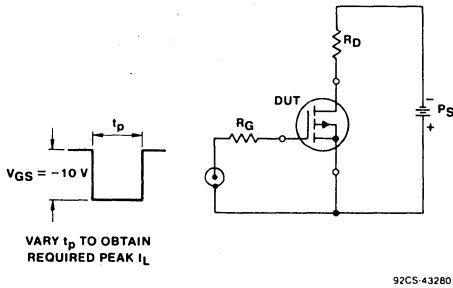 RD
DUT
tp
PS
-
+
RG
VGS = -10 V
VARY tp TO OBTAIN
REQUIRED PEAK IL
92CS-43280